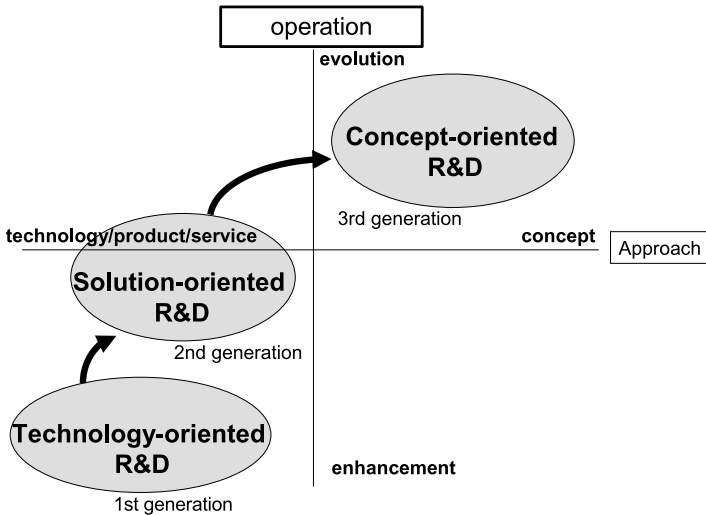 operation
evolution
Concept-oriented
R&D
3rd generation
technology/product/service
concept
Approach
Solution-oriented
R&D
2nd generation
Technology-oriented
R&D
enhancement
1st generation